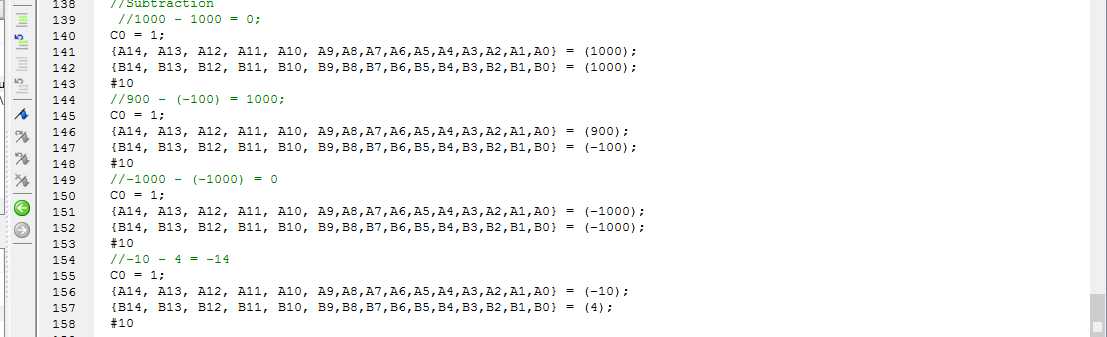 138 //Subtraction
139 //1000 - 1000 = 0;
140 C0 = 1;
141 {A14, A13, A12, A11, A10, A9,A8,A7,A6,A5,A4,A3,A2,A1,A0} = (1000);
142 {B14, B13, B12, B11, B10, B9,B8,B7,B6,B5,B4,B3,B2,B1,B0} = (1000);
143 #10
144 //900 - (-100) = 1000;
145 C0 = 1;
146 {A14, A13, A12, A11, A10, A9,A8,A7,A6,A5,A4,A3,A2,A1,A0} = (900);
147 {B14, B13, B12, B11, B10, B9,B8,B7,B6,B5,B4,B3,B2,B1,B0} = (-100);
148 #10
149 //-1000 - (-1000) = 0
150 C0 = 1;
151 {A14, A13, A12, A11, A10, A9,A8,A7,A6,A5,A4,A3,A2,A1,A0} = (-1000);
152 {B14, B13, B12, B11, B10, B9,B8,B7,B6,B5,B4,B3,B2,B1,B0} = (-1000);
153 #10
154 //-10 - 4 = -14
155 C0 = 1;
156 {A14, A13, A12, A11, A10, A9,A8,A7,A6,A5,A4,A3,A2,A1,A0} = (-10);
157 {B14, B13, B12, B11, B10, B9,B8,B7,B6,B5,B4,B3,B2,B1,B0} = (4);
158 #10